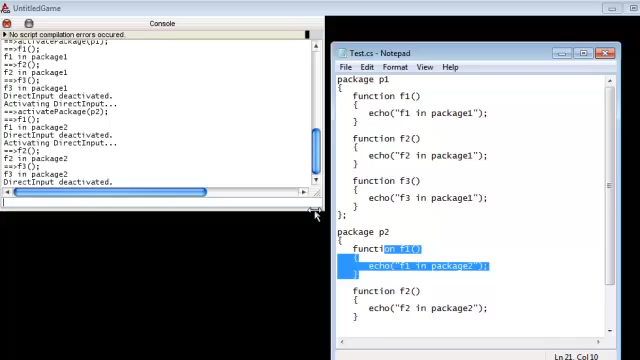 UntitledGame
Console
No script compilation errors occured.
==>activatePackage(p1);
==>f1();
f1 in package1
==>f2();
f2 in package1
==>f3();
f3 in package1
DirectInput deactivated.
Activating DirectInput...
==>activatePackage(p2);
==>f1();
f1 in package2
DirectInput deactivated.
Activating DirectInput...
==>f2();
f2 in package2
==>f3();
f3 in package2
DirectInput deactivated.
Test.cs - Notepad
File Edit Format View Help
package p1
{
function f1()
{
echo("f1 in package1");
}
function f2()
{
echo("f2 in package1");
}
function f3()
{
echo("f3 in package1");
}
};
package p2
{
function f1()
{
echo("f1 in package2");
}
function f2()
{
echo("f2 in package2");
}
Ln 21, Col 10